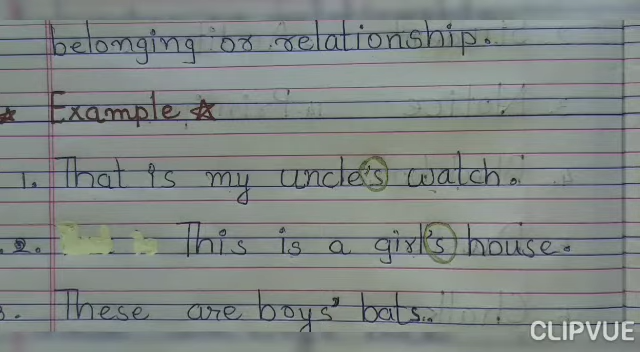 belonging or relationship.
★ Example ★
1. That is my uncle's watch.
2. This is a girl's house.
3. These are boys' bats.
CLIPVUE